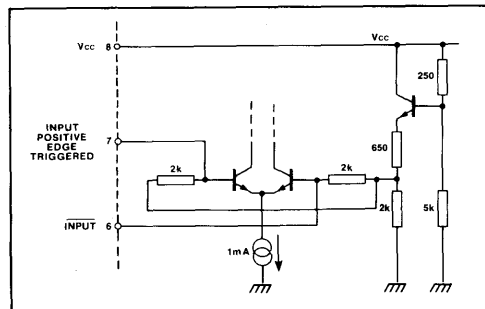 Vcc 8
Vcc
250
INPUT
POSITIVE
EDGE
TRIGGERED
7
650
2k
2k
2k
5k
INPUT 6
1mA